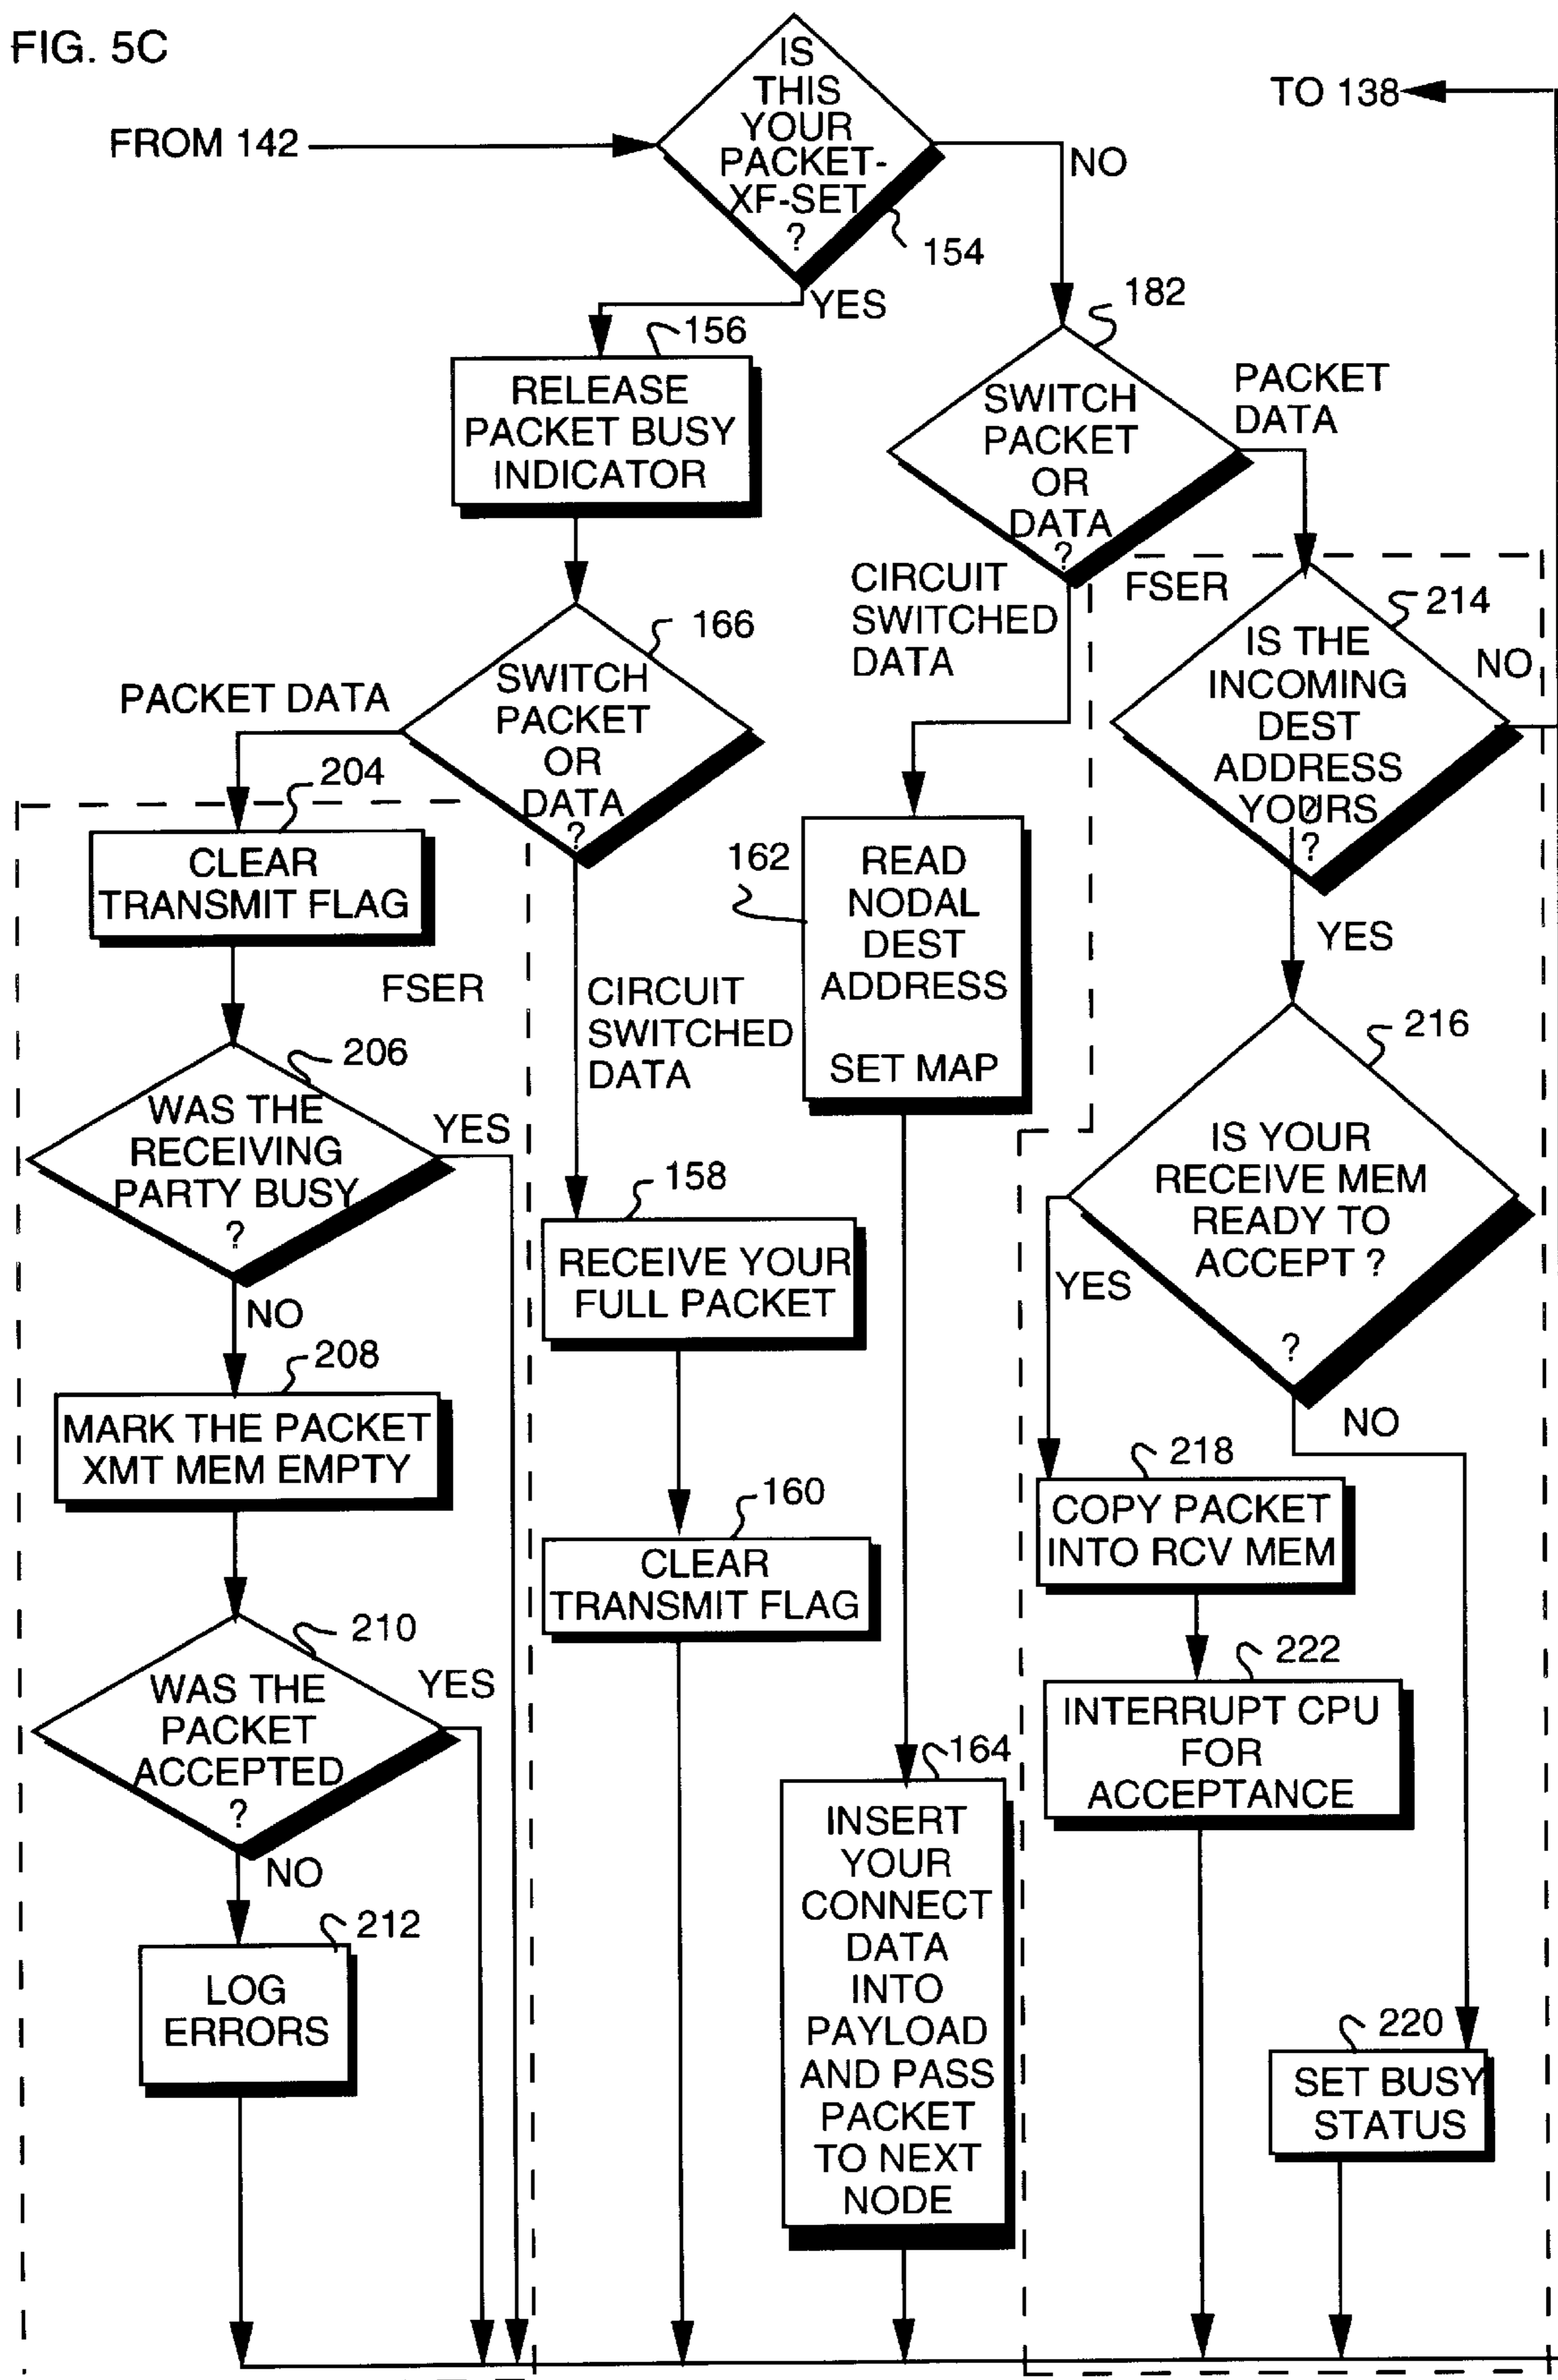 FIG. 5C
IS
THIS
YOUR
PACKET-
XF-SET
?
TO 138
FROM 142
NO
154
YES
182
156
RELEASE
PACKET BUSY
INDICATOR
SWITCH
PACKET
OR
DATA
?
PACKET
DATA
CIRCUIT
SWITCHED
DATA
FSER
214
IS THE
INCOMING
DEST
ADDRESS
YOURS
?
NO
166
SWITCH
PACKET
OR
DATA
?
PACKET DATA
204
CLEAR
TRANSMIT FLAG
162
READ
NODAL
DEST
ADDRESS
SET MAP
YES
FSER
CIRCUIT
SWITCHED
DATA
206
WAS THE
RECEIVING
PARTY BUSY
?
YES
216
IS YOUR
RECEIVE MEM
READY TO
ACCEPT ?
?
YES
158
RECEIVE YOUR
FULL PACKET
NO
208
MARK THE PACKET
XMT MEM EMPTY
NO
218
COPY PACKET
INTO RCV MEM
160
CLEAR
TRANSMIT FLAG
210
WAS THE
PACKET
ACCEPTED
?
YES
222
INTERRUPT CPU
FOR
ACCEPTANCE
164
INSERT
YOUR
CONNECT
DATA
INTO
PAYLOAD
AND PASS
PACKET
TO NEXT
NODE
NO
212
LOG
ERRORS
220
SET BUSY
STATUS